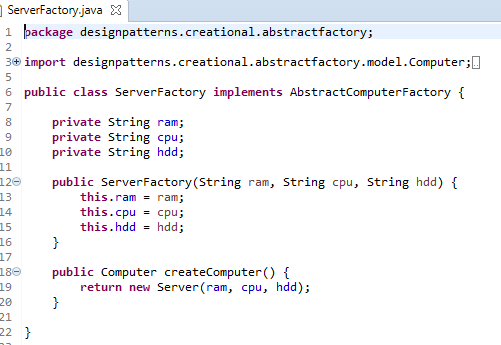 ServerFactory.java
1 package designpatterns.creational.abstractfactory;
2
3 import designpatterns.creational.abstractfactory.model.Computer;
5
6 public class ServerFactory implements AbstractComputerFactory {
7
8     private String ram;
9     private String cpu;
10     private String hdd;
11
12     public ServerFactory(String ram, String cpu, String hdd) {
13         this.ram = ram;
14         this.cpu = cpu;
15         this.hdd = hdd;
16     }
17
18     public Computer createComputer() {
19         return new Server(ram, cpu, hdd);
20     }
21
22 }
23